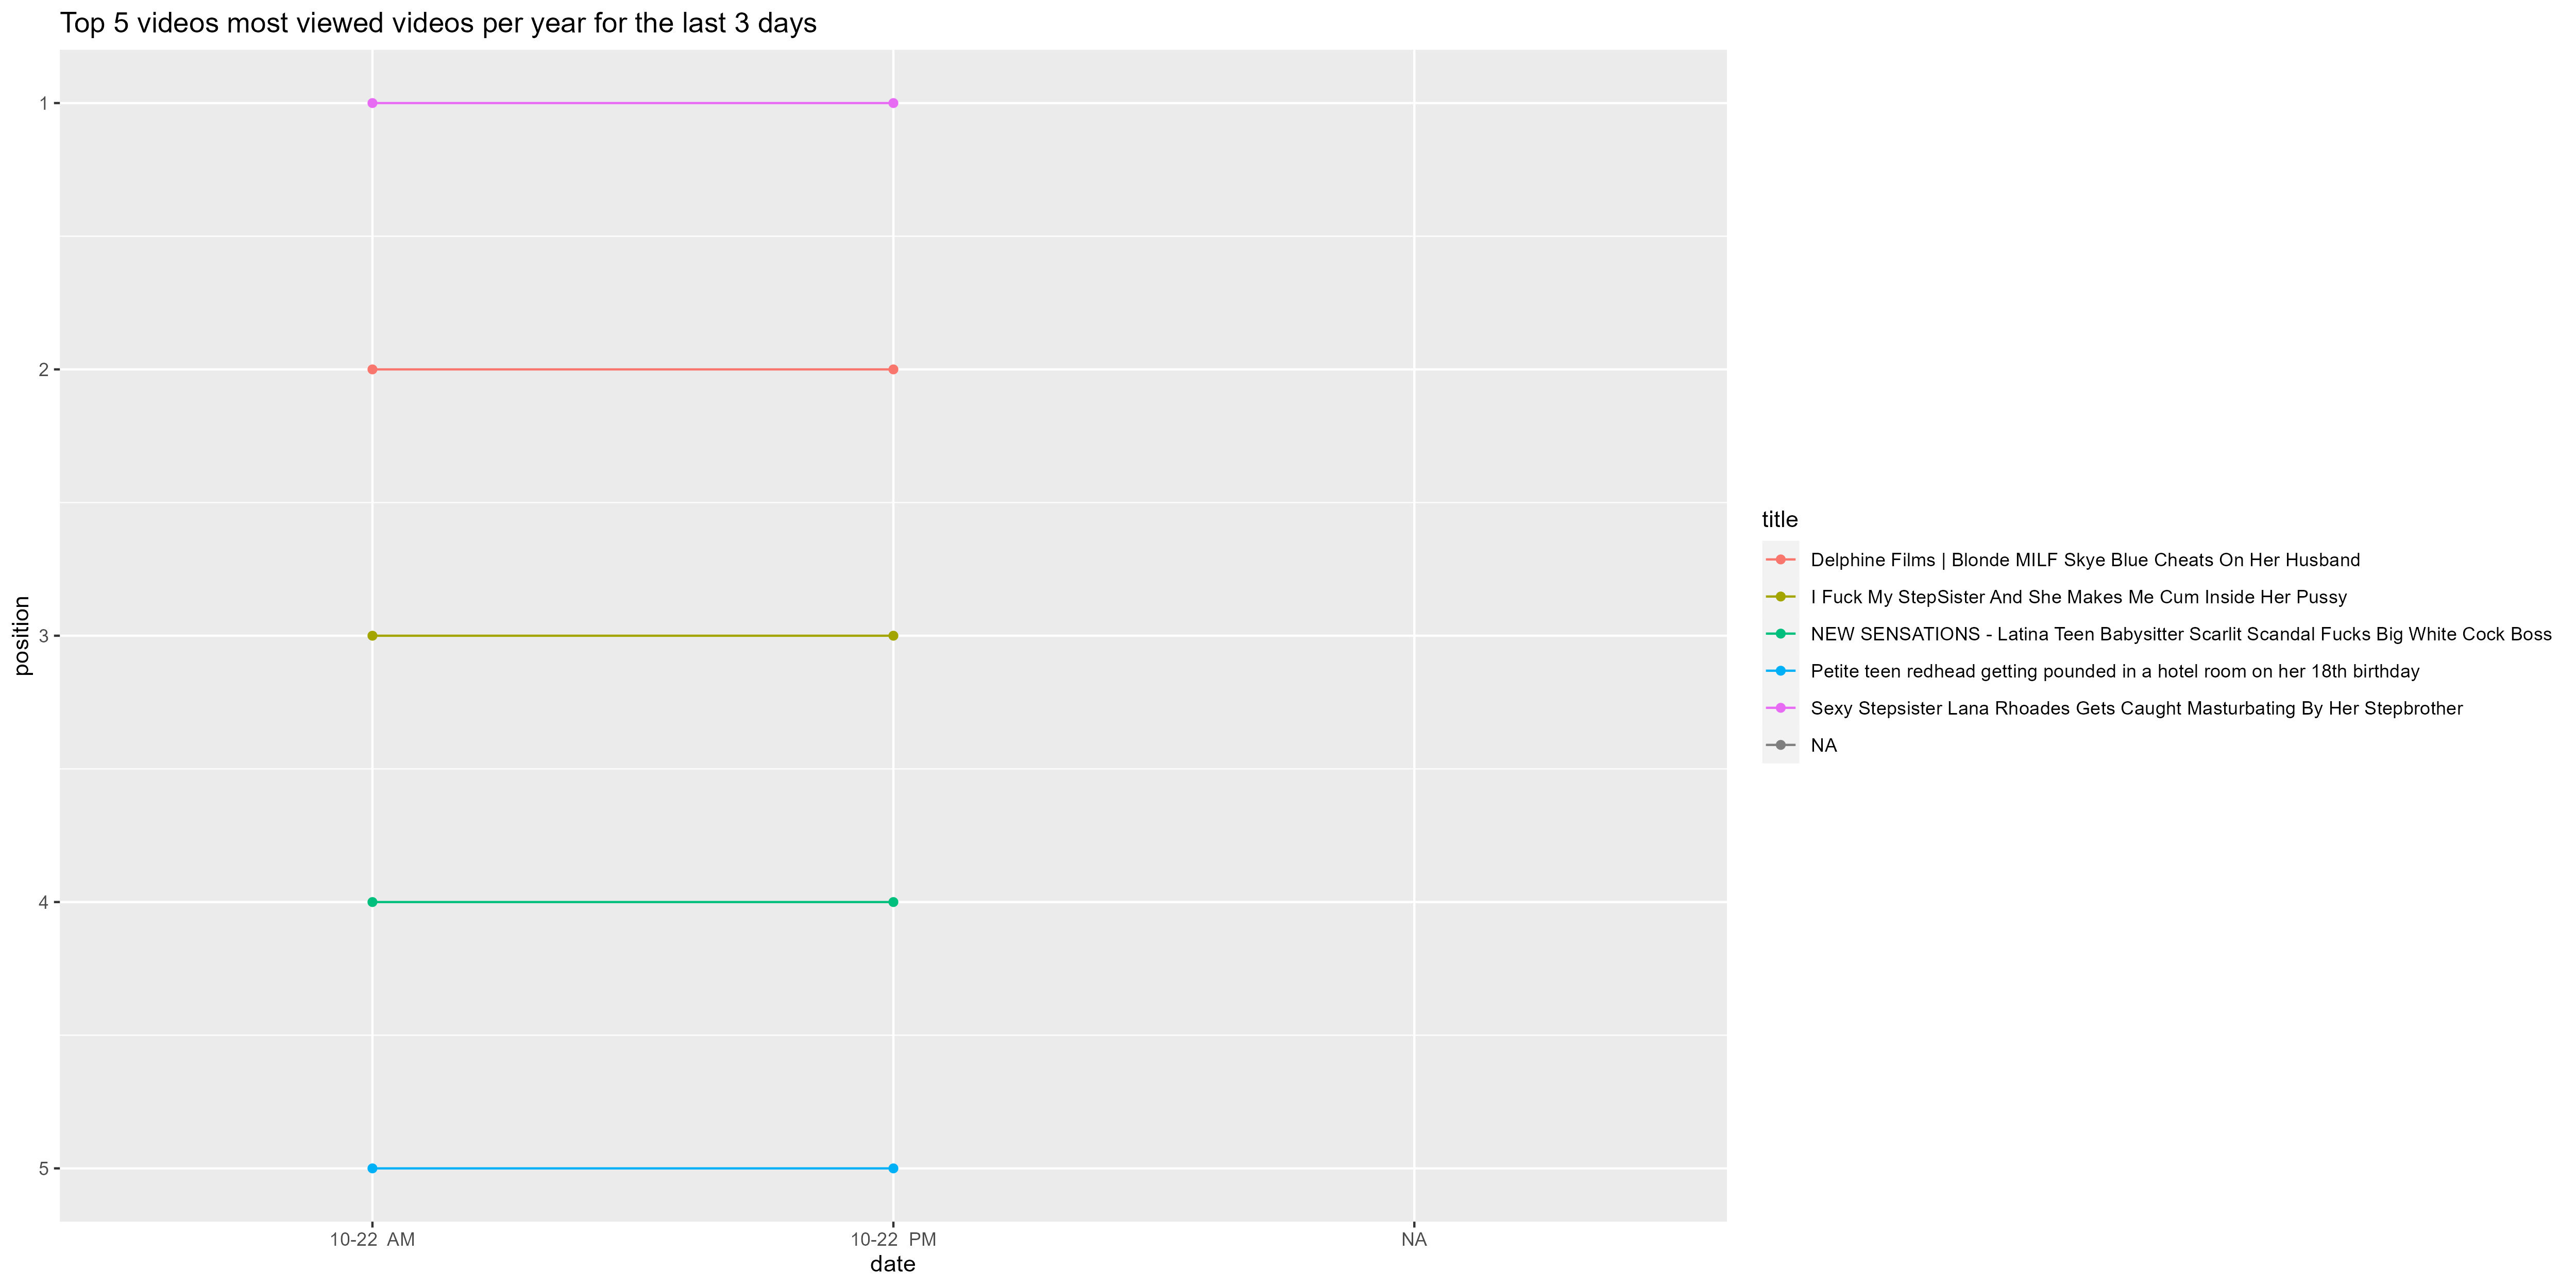 Top 5 videos most viewed videos per year for the last 3 days
1
2
3
4
5
position
10-22 AM
10-22 PM
NA
date
title
Delphine Films | Blonde MILF Skye Blue Cheats On Her Husband
I Fuck My StepSister And She Makes Me Cum Inside Her Pussy
NEW SENSATIONS - Latina Teen Babysitter Scarlit Scandal Fucks Big White Cock Boss
Petite teen redhead getting pounded in a hotel room on her 18th birthday
Sexy Stepsister Lana Rhoades Gets Caught Masturbating By Her Stepbrother
NA